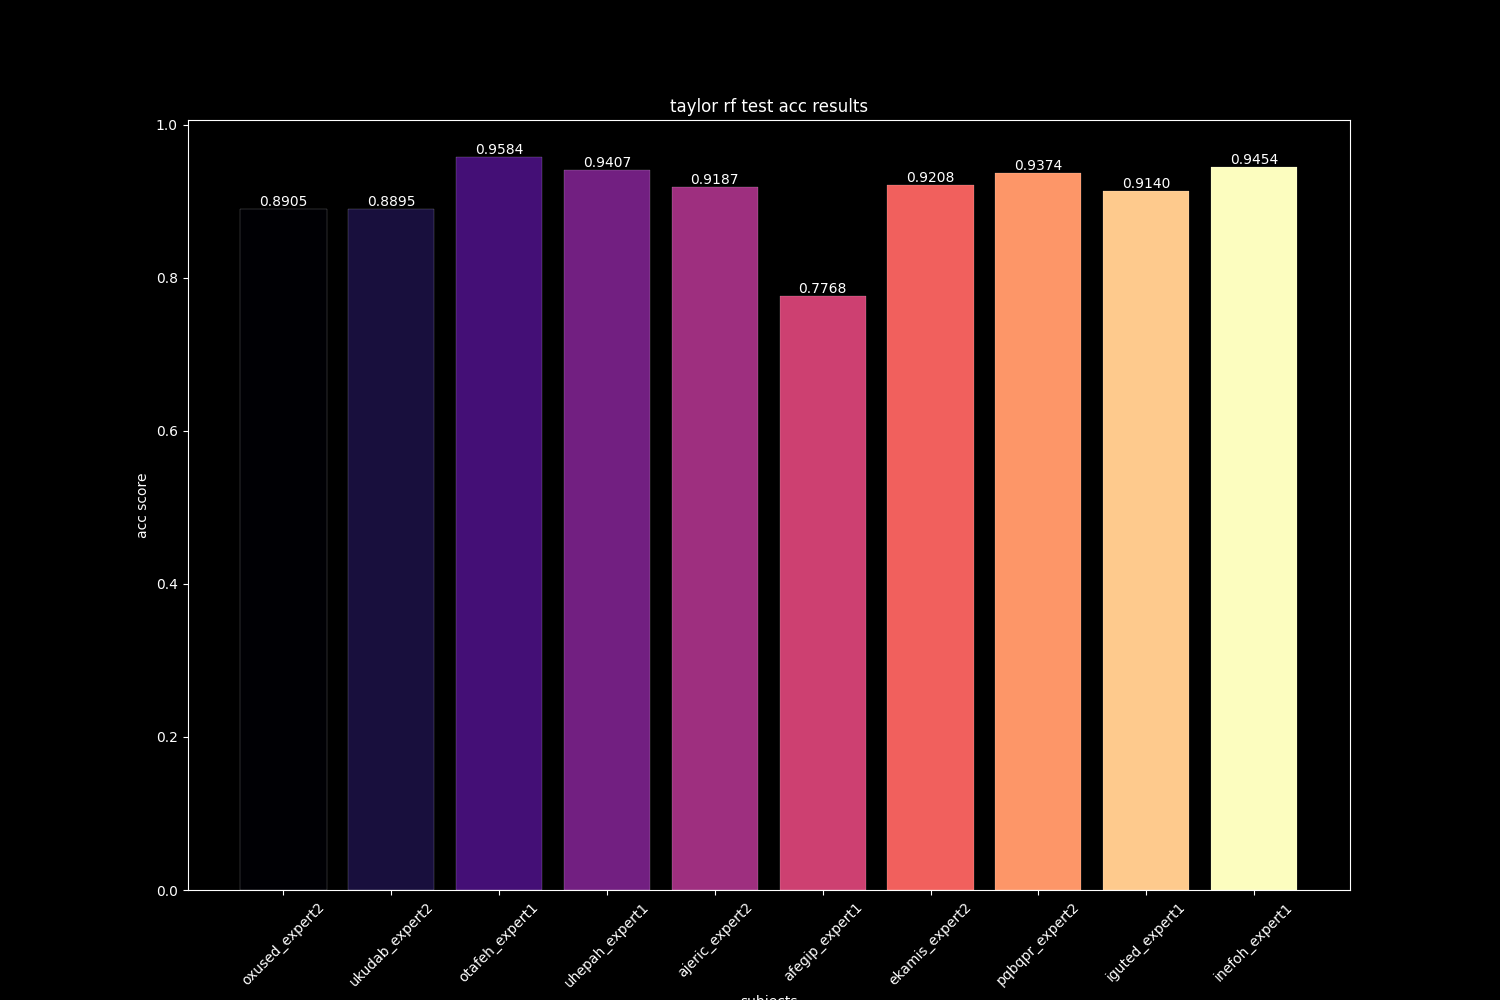 taylor rf test acc results
1.0
0.8
0.6
0.4
0.2
0.0
acc score
0.8905
0.8895
0.9584
0.9407
0.9187
0.7768
0.9208
0.9374
0.9140
0.9454
oxused_expert2
ukudab_expert2
otafeh_expert1
uhepah_expert1
ajeric_expert2
afegip_expert1
ekamis_expert2
pqbqpr_expert2
iguted_expert1
inefoh_expert1
subjects